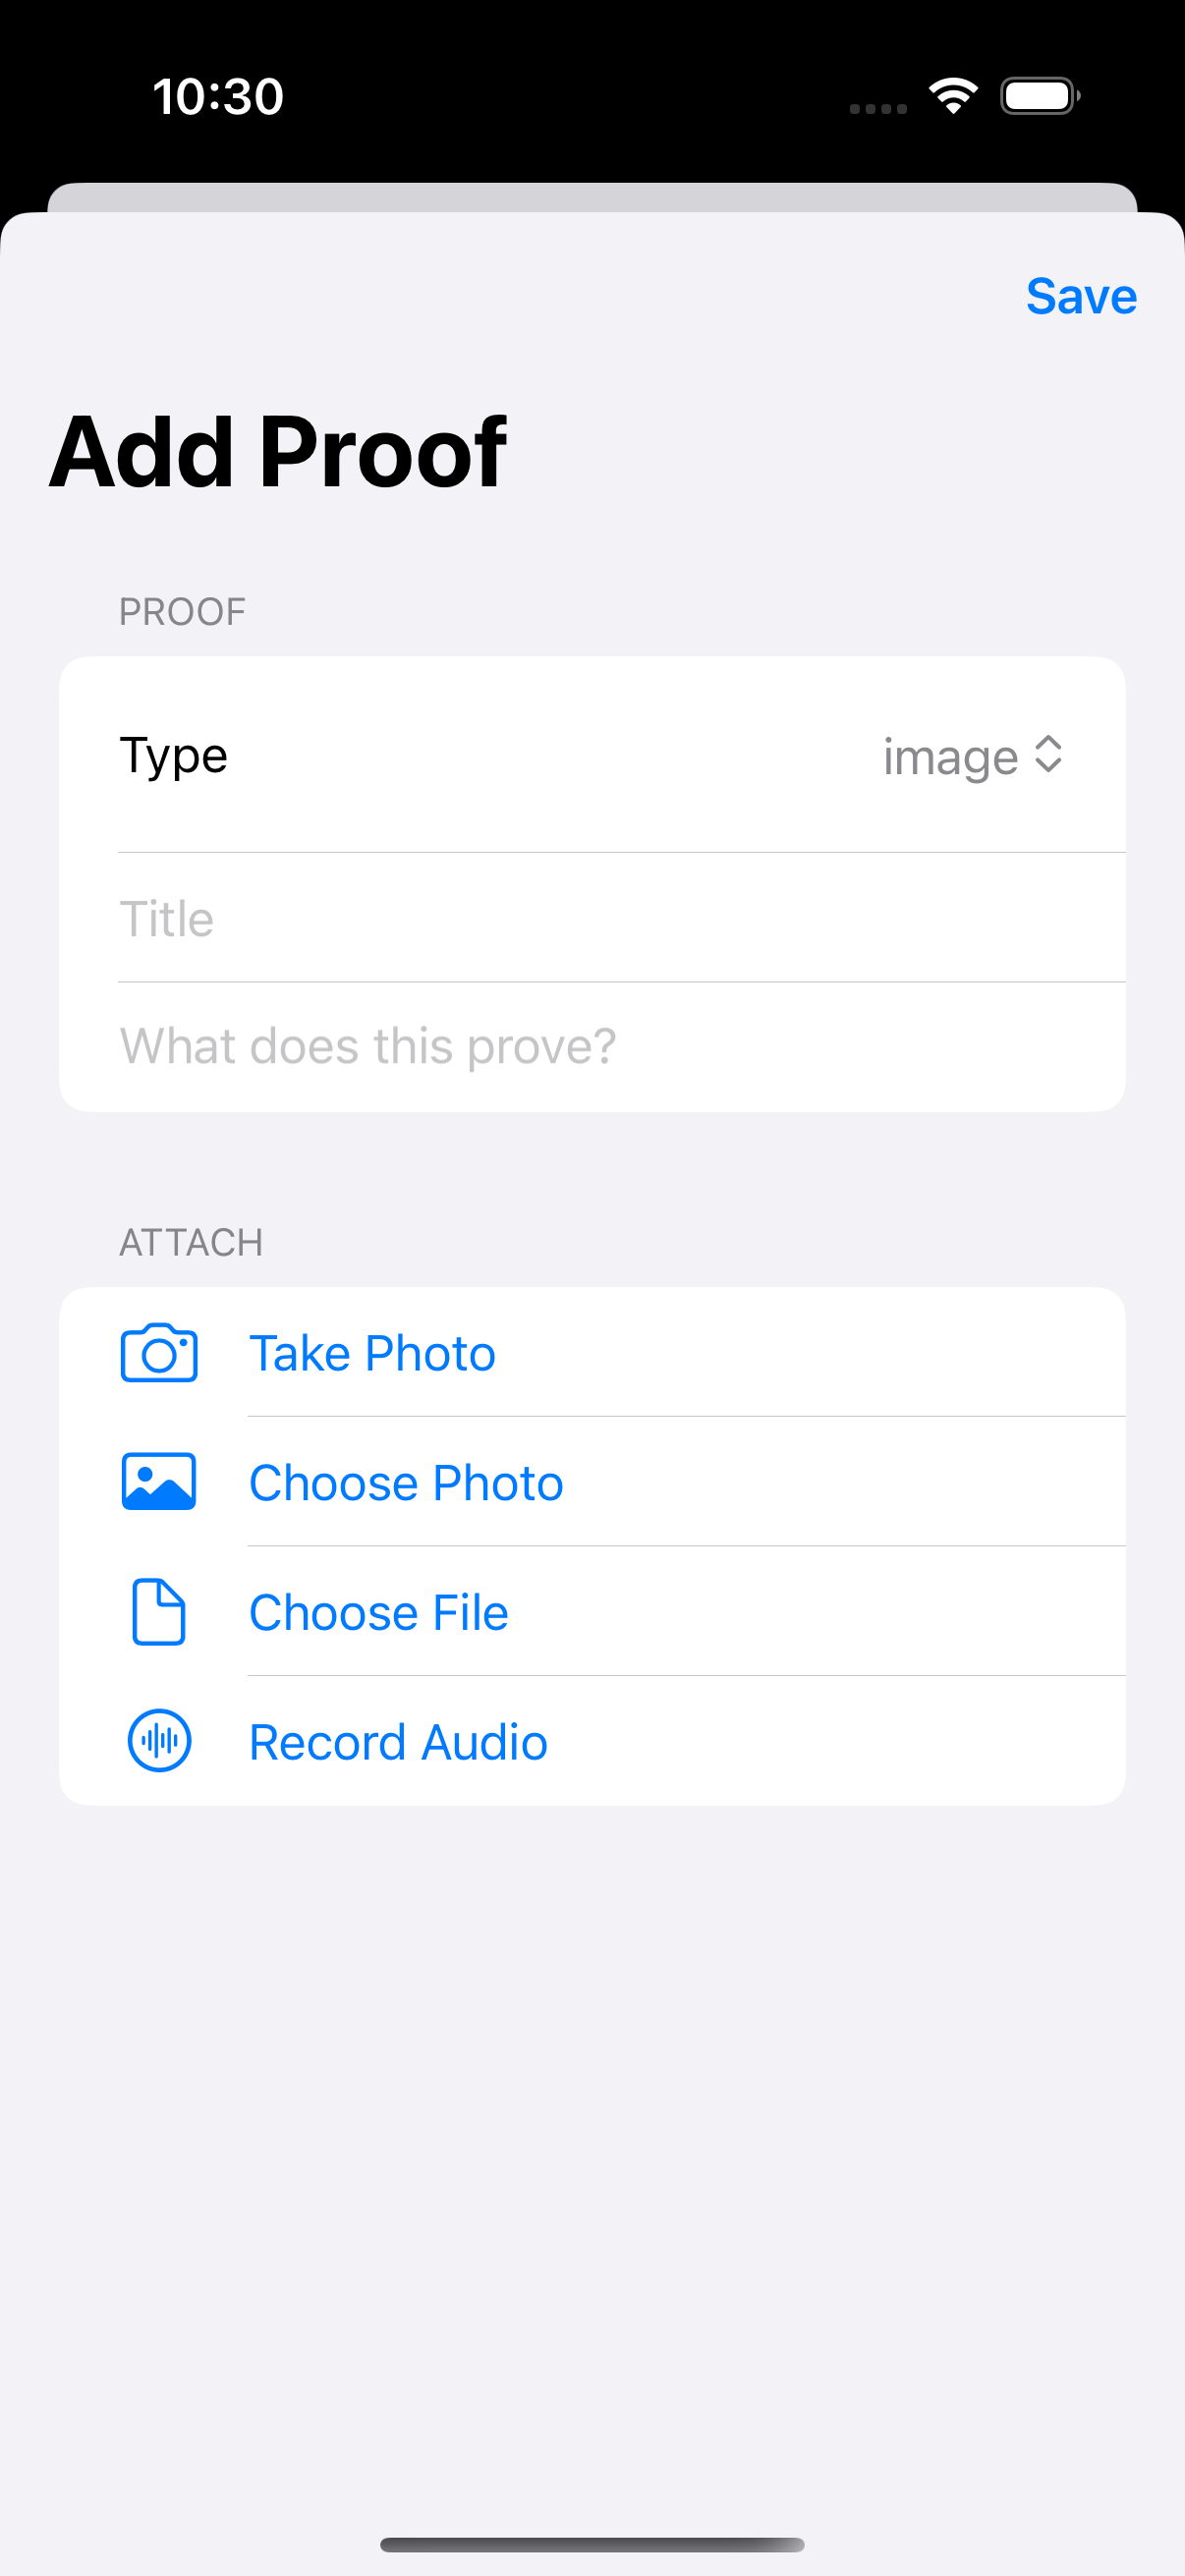 10:30
Save
Add Proof
PROOF
Type image
Title
What does this prove?
ATTACH
Take Photo
Choose Photo
Choose File
Record Audio